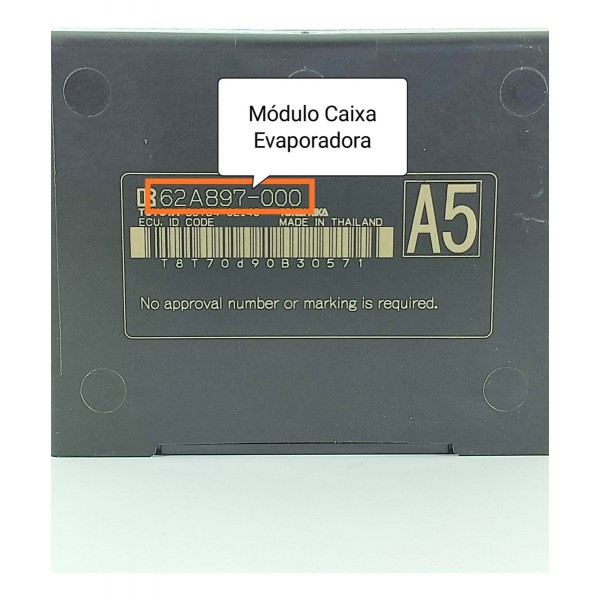 Módulo Caixa
Evaporadora
62A897-000
A5
ECU. ID CODE
MADE IN THAILAND
T8T70d90B30571
No approval number or marking is required.